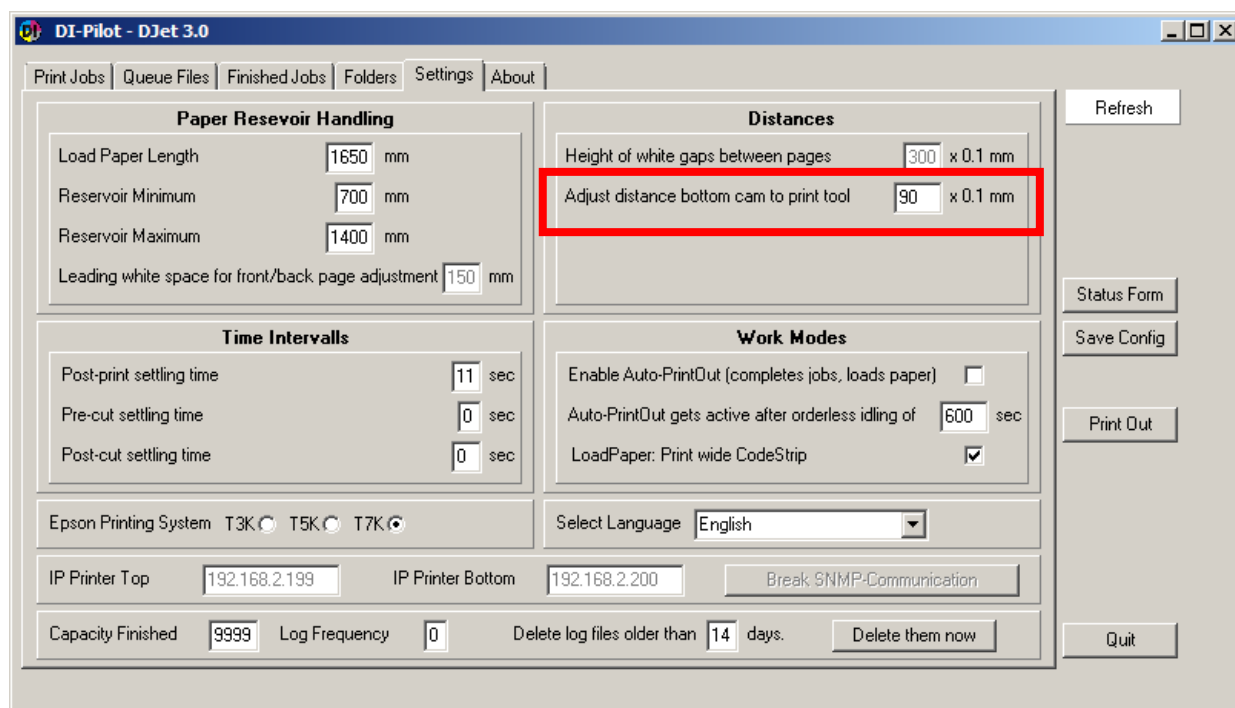 DI-Pilot - DJet 3.0
Print Jobs Queue Files Finished Jobs Folders Settings About
Refresh
Paper Resevoir Handling
Load Paper Length 1650 mm
Reservoir Minimum 700 mm
Reservoir Maximum 1400 mm
Leading white space for front/back page adjustment 150 mm
Distances
Height of white gaps between pages 300 x 0.1 mm
Adjust distance bottom cam to print tool 90 x 0.1 mm
Status Form
Save Config
Time Intervalls
Post-print settling time 11 sec
Pre-cut settling time 0 sec
Post-cut settling time 0 sec
Work Modes
Enable Auto-PrintOut (completes jobs, loads paper)
Auto-PrintOut gets active after orderless idling of 600 sec
LoadPaper: Print wide CodeStrip
Print Out
Epson Printing System T3K T5K T7K
Select Language English
IP Printer Top 192.168.2.199 IP Printer Bottom 192.168.2.200 Break SNMP-Communication
Capacity Finished 9999 Log Frequency 0 Delete log files older than 14 days. Delete them now
Quit